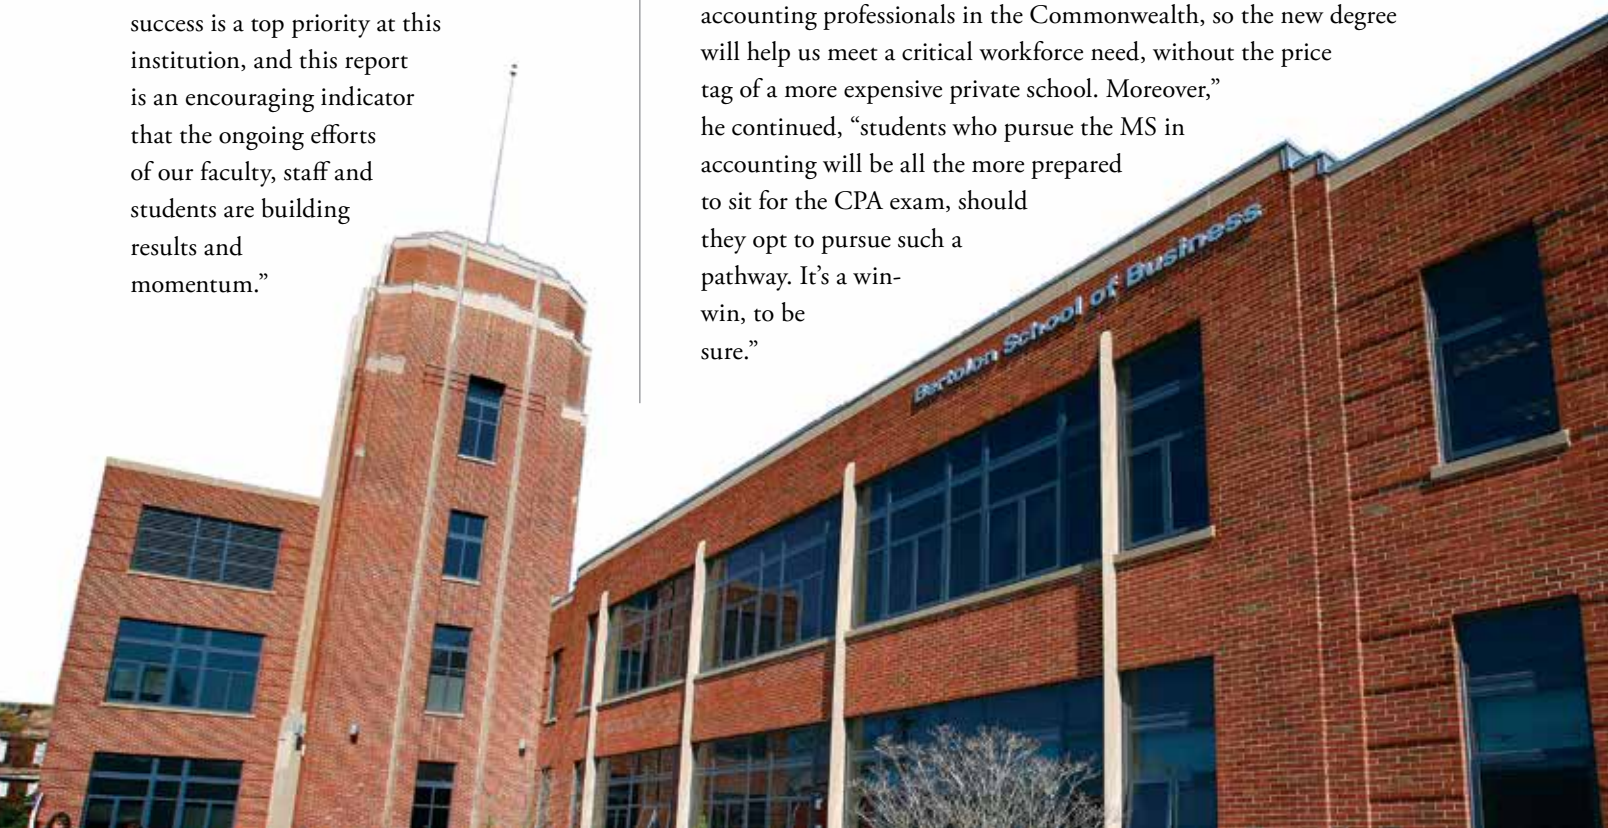 success is a top priority at this
institution, and this report
is an encouraging indicator
that the ongoing efforts
of our faculty, staff and
students are building
results and
momentum.”
accounting professionals in the Commonwealth, so the new degree
will help us meet a critical workforce need, without the price
tag of a more expensive private school. Moreover,”
he continued, “students who pursue the MS in
accounting will be all the more prepared
to sit for the CPA exam, should
they opt to pursue such a
pathway. It’s a win-
win, to be
sure.”
Bertolon School of Business